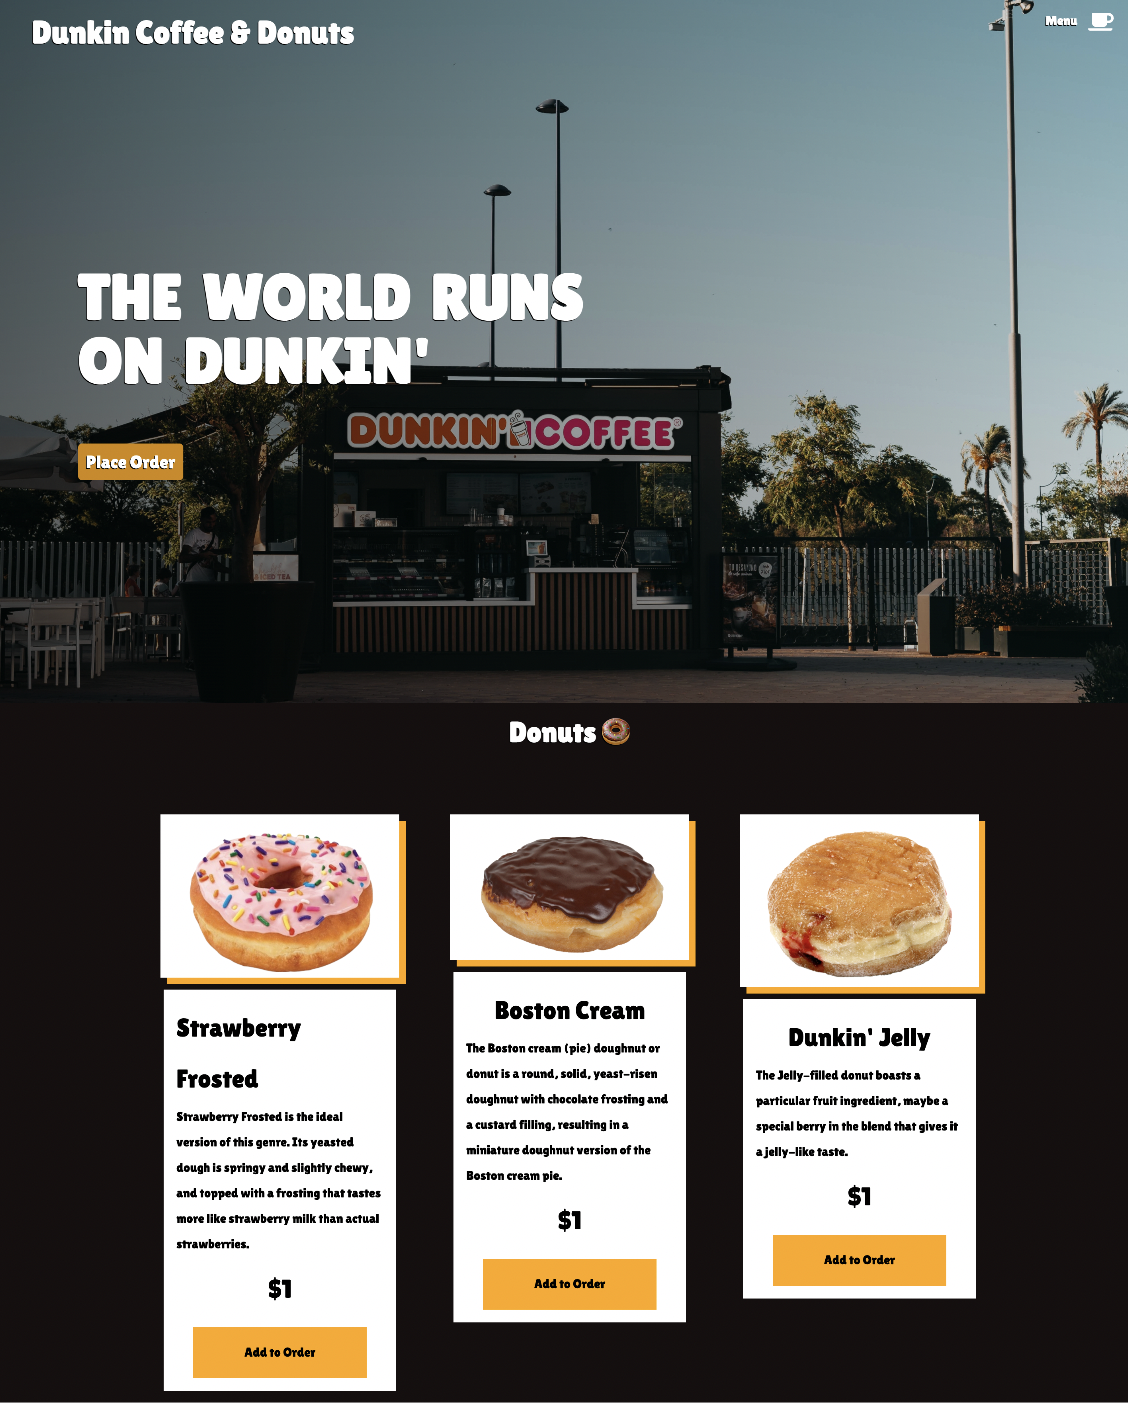 Dunkin Coffee & Donuts
Menu
THE WORLD RUNS
ON DUNKIN'
DUNKIN' COFFEE®
Place Order
ICED TEA
Donuts
Strawberry
Frosted
Strawberry Frosted is the ideal
version of this genre. Its yeasted
dough is springy and slightly chewy,
and topped with a frosting that tastes
more like strawberry milk than actual
strawberries.
$1
Add to Order
Boston Cream
The Boston cream (pie) doughnut or
donut is a round, solid, yeast-risen
doughnut with chocolate frosting and
a custard filling, resulting in a
miniature doughnut version of the
Boston cream pie.
$1
Add to Order
Dunkin' Jelly
The Jelly-filled donut boasts a
particular fruit ingredient, maybe a
special berry in the blend that gives it
a jelly-like taste.
$1
Add to Order